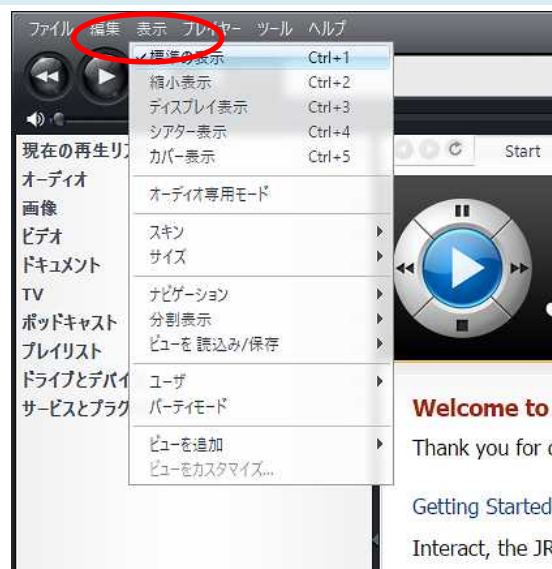 ファイル 編集 表示 プレイヤー ツール ヘルプ
✓標準の表示 Ctrl+1
縮小表示 Ctrl+2
ディスプレイ表示 Ctrl+3
シアター表示 Ctrl+4
カバー表示 Ctrl+5
オーディオ専用モード
スキン
サイズ
ナビゲーション
分割表示
ビューを 読込み/保存
ユーザ
パーティモード
ビューを追加
ビューをカスタマイズ...
現在の再生リ
オーディオ
画像
ビデオ
ドキュメント
TV
ポッドキャスト
プレイリスト
ドライブとデバイ
サービスとプラグ
Start
Welcome to
Thank you for
Getting Started
Interact, the JR